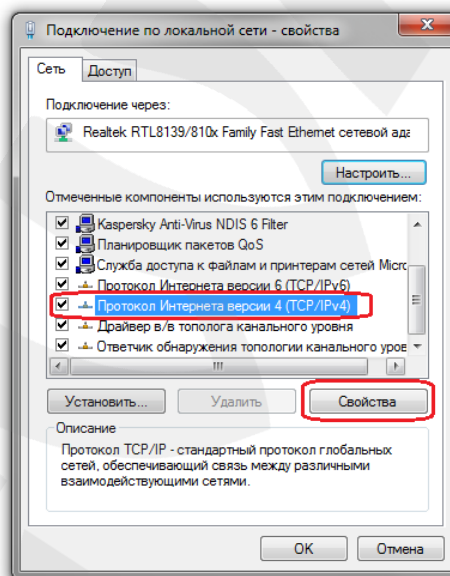 Подключение по локальной сети - свойства
Сеть
Доступ
Подключение через:
Realtek RTL8139/810x Family Fast Ethernet сетевой ада
Настроить...
Отмеченные компоненты используются этим подключением:
Kaspersky Anti-Virus NDIS 6 Filter
Планировщик пакетов QoS
Служба доступа к файлам и принтерам сетей Micro
Протокол Интернета версии 6 (TCP/IPv6)
Протокол Интернета версии 4 (TCP/IPv4)
Драйвер в/в тополога канального уровня
Ответчик обнаружения топологии канального уров
Установить...
Удалить
Свойства
Описание
Протокол TCP/IP - стандартный протокол глобальных
сетей, обеспечивающий связь между различными
взаимодействующими сетями.
OK
Отмена